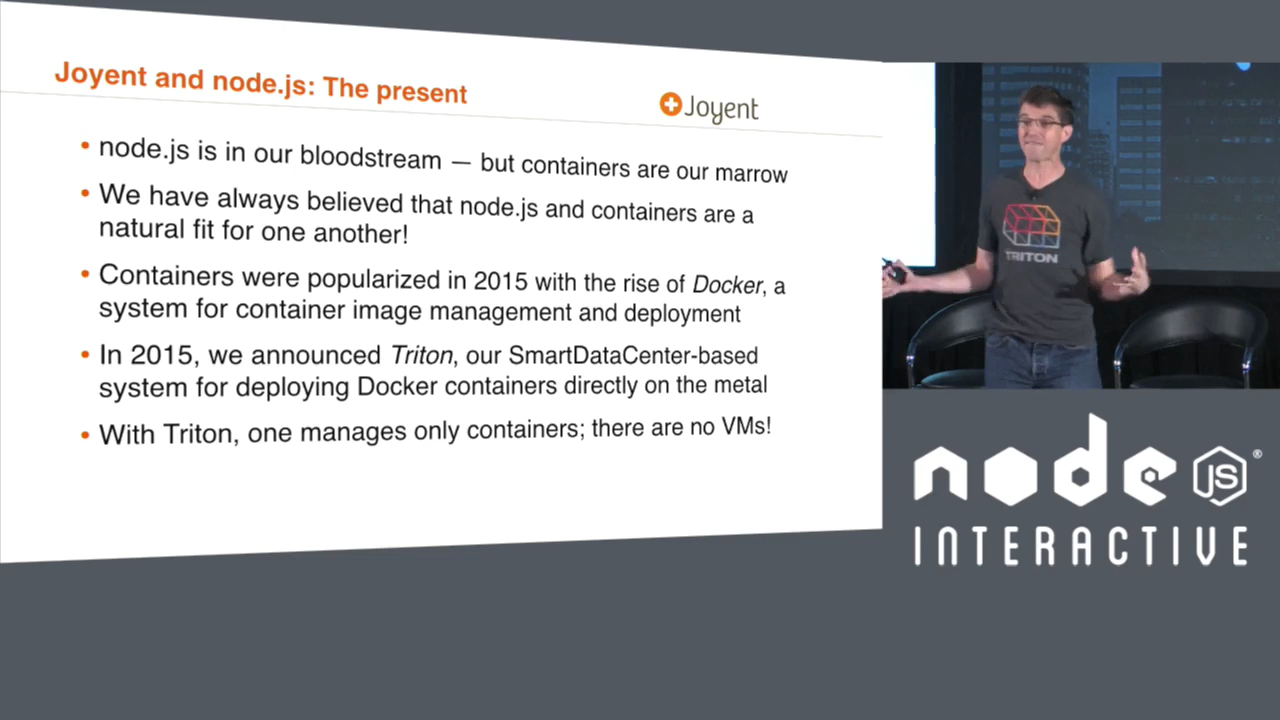 Joyent and node.js: The present
Joyent
• node.js is in our bloodstream — but containers are our marrow
• We have always believed that node.js and containers are a
natural fit for one another!
• Containers were popularized in 2015 with the rise of Docker, a
system for container image management and deployment
• In 2015, we announced Triton, our SmartDataCenter-based
system for deploying Docker containers directly on the metal
• With Triton, one manages only containers; there are no VMs!
TRITON
node JS ®
INTERACTIVE